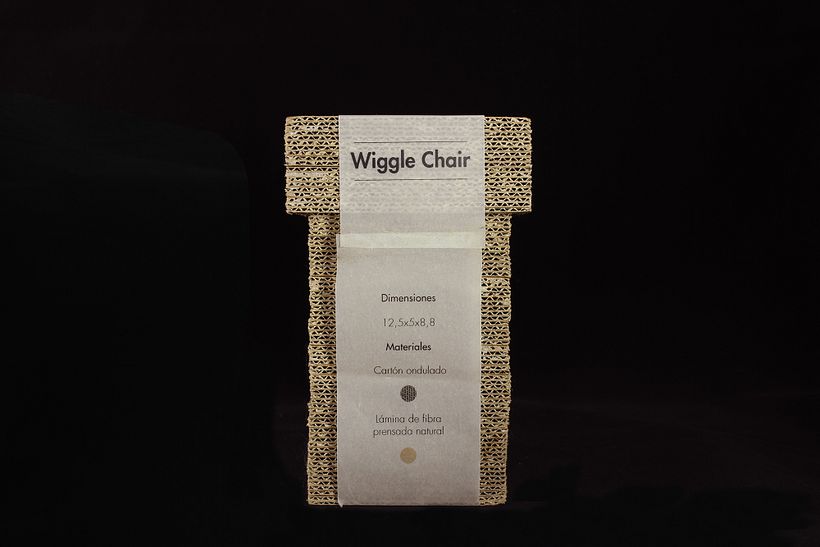 Wiggle Chair
Dimensiones
12,5x5x8,8
Materiales
Cartón ondulado
Lámina de fibra
prensada natural